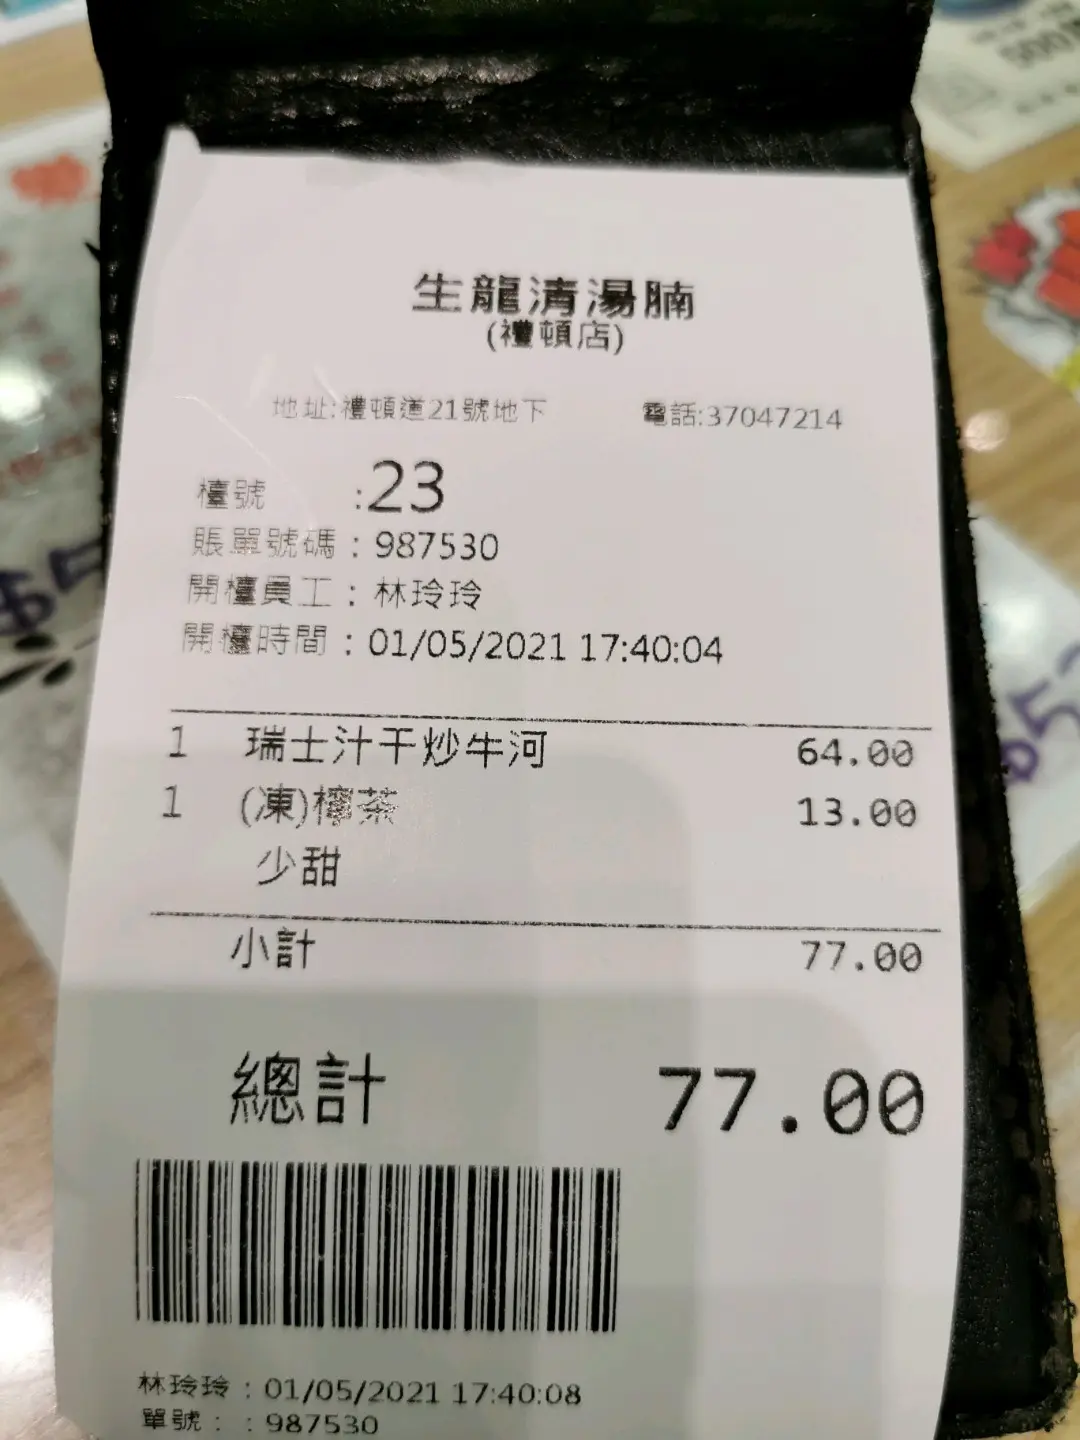 生龍清湯腩
(禮頓店)
地址:禮頓道21號地下 電話:37047214
檯號 :23
賬單號碼 : 987530
開檯員工 : 林玲玲
開檯時間 : 01/05/2021 17:40:04
1 瑞士汁干炒牛河 64.00
1 (凍)檸茶 13.00
少甜
小計 77.00
總計 77.00
林玲玲 : 01/05/2021 17:40:08
單號 : : 987530